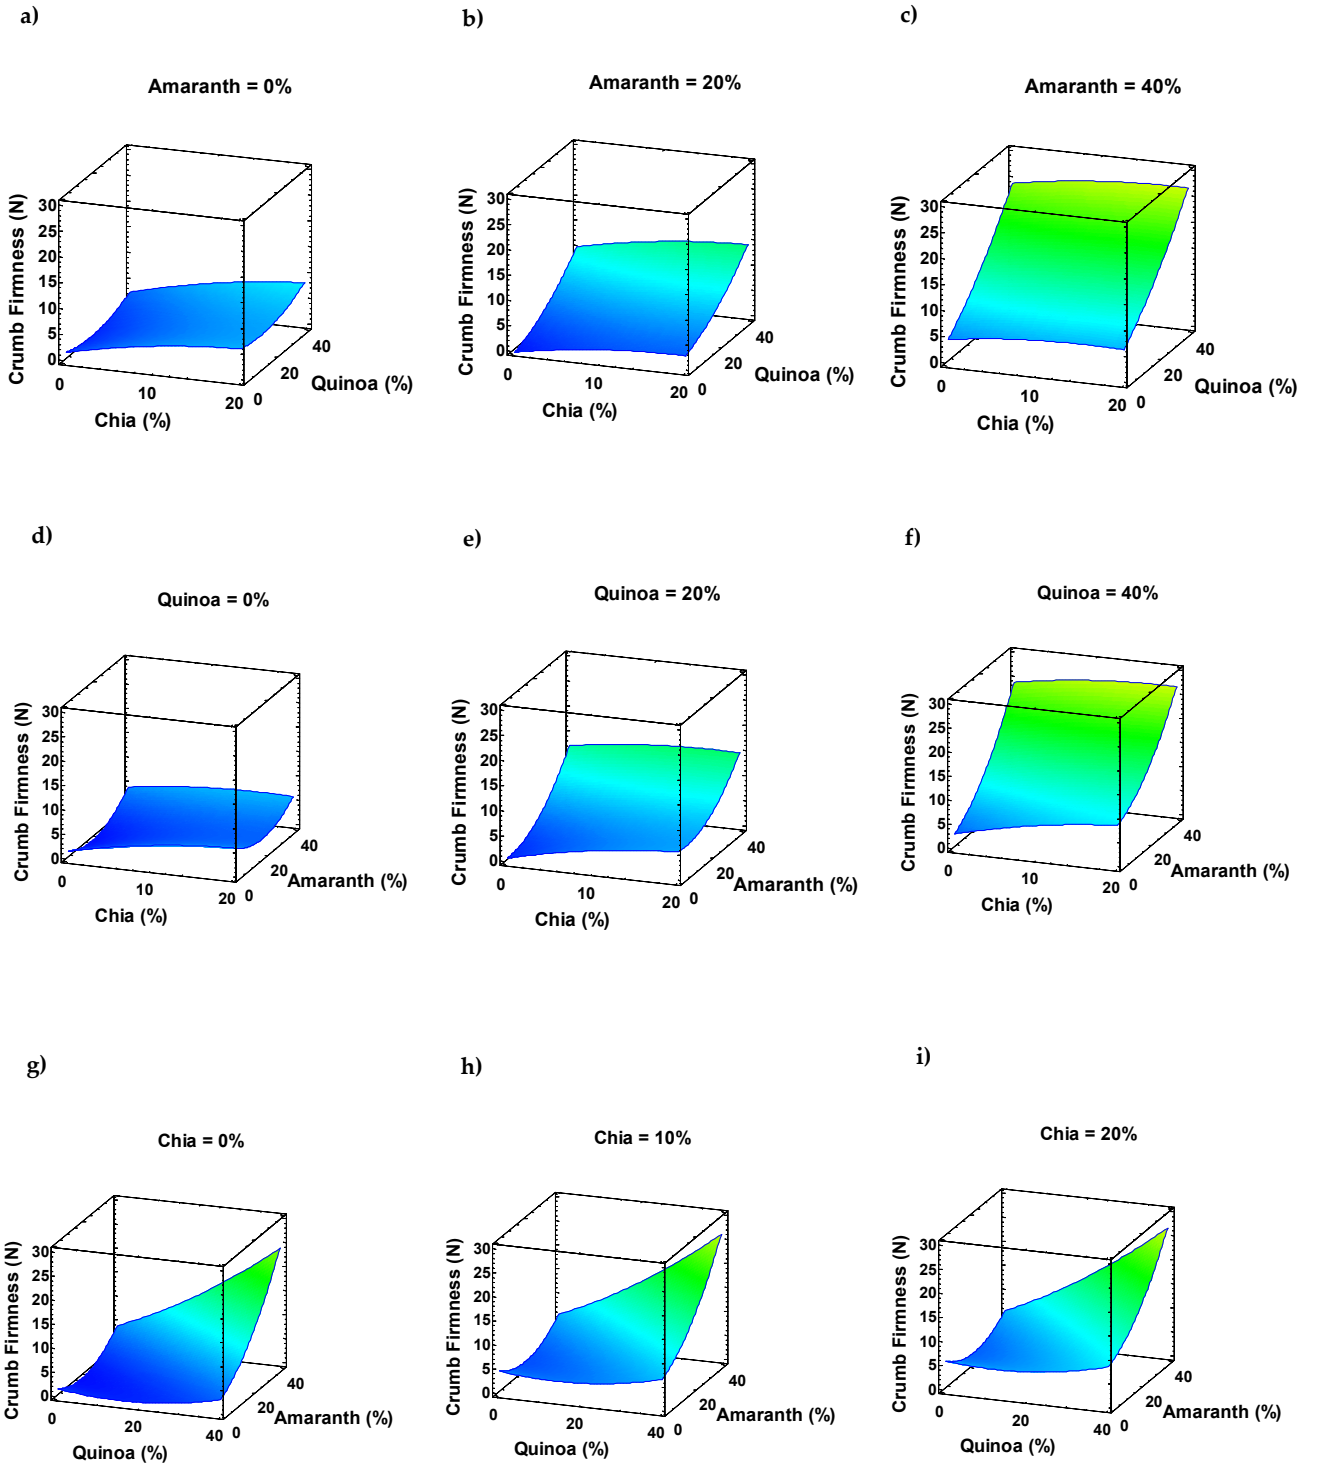 a)
Amaranth = 0%
Crumb Firmness (N)
30
25
20
15
10
5
0
0
10
20
0
20
40
Chia (%)
Quinoa (%)
b)
Amaranth = 20%
Crumb Firmness (N)
30
25
20
15
10
5
0
0
10
20
0
20
40
Chia (%)
Quinoa (%)
c)
Amaranth = 40%
Crumb Firmness (N)
30
25
20
15
10
5
0
0
10
20
0
20
40
Chia (%)
Quinoa (%)
d)
Quinoa = 0%
Crumb Firmness (N)
30
25
20
15
10
5
0
0
10
20
0
20
40
Chia (%)
Amaranth (%)
e)
Quinoa = 20%
Crumb Firmness (N)
30
25
20
15
10
5
0
0
10
20
0
20
40
Chia (%)
Amaranth (%)
f)
Quinoa = 40%
Crumb Firmness (N)
30
25
20
15
10
5
0
0
10
20
0
20
40
Chia (%)
Amaranth (%)
g)
Chia = 0%
Crumb Firmness (N)
30
25
20
15
10
5
0
0
20
40
0
20
40
Quinoa (%)
Amaranth (%)
h)
Chia = 10%
Crumb Firmness (N)
30
25
20
15
10
5
0
0
20
40
0
20
40
Quinoa (%)
Amaranth (%)
i)
Chia = 20%
Crumb Firmness (N)
30
25
20
15
10
5
0
0
20
40
0
20
40
Quinoa (%)
Amaranth (%)